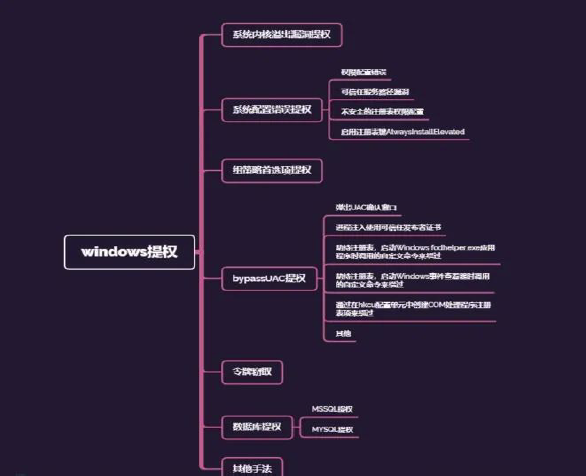 系统内核溢出漏洞提权
权限配置错误
可信任服务路径漏洞
系统配置错误提权
不安全的注册表权限配置
启用注册表键AlwaysInstallElevated
组策略首选项提权
弹出UAC确认窗口
进程注入使用可信任发布者证书
windows提权
劫持注册表，启动Windows fodhelper.exe应用
程序时调用的自定义命令来绕过
bypassUAC提权
劫持注册表，启动Windows事件查看器时调用
的自定义命令来绕过
通过在hkcu配置单元中创建COM处理程序注册
表项来绕过
其他
令牌窃取
MSSQL提权
数据库提权
MYSQL提权
其他手法